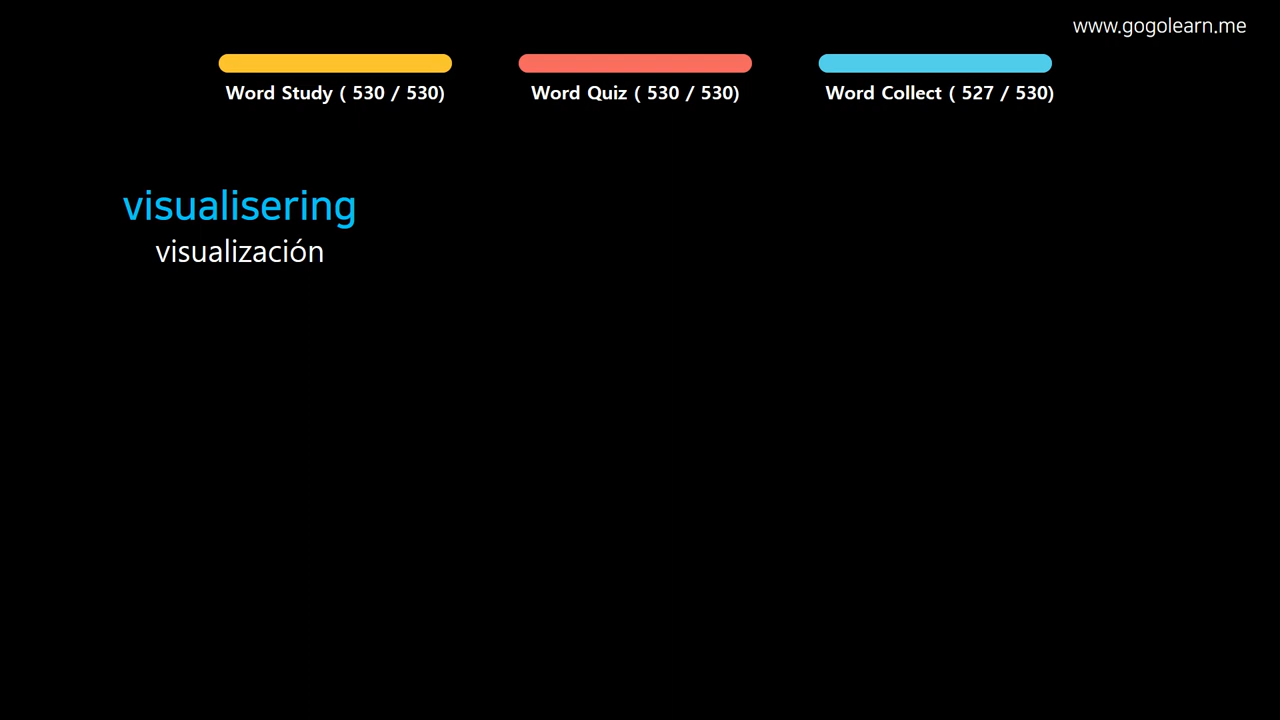 www.gogolearn.me
Word Study ( 530 / 530)
Word Quiz ( 530 / 530)
Word Collect ( 527 / 530)
visualisering
visualización